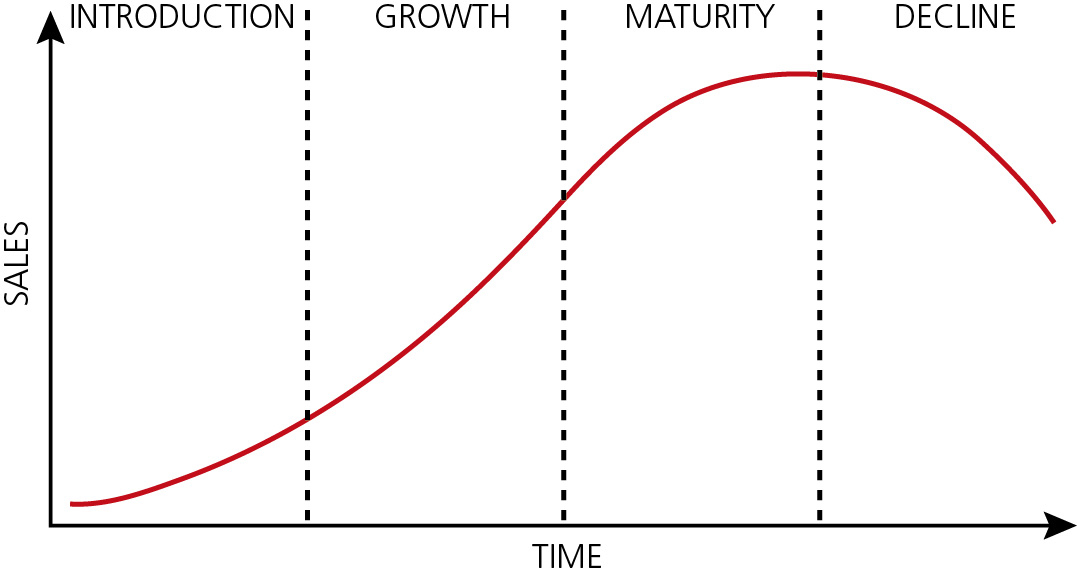 INTRODUCTION
GROWTH
MATURITY
DECLINE
SALES
TIME